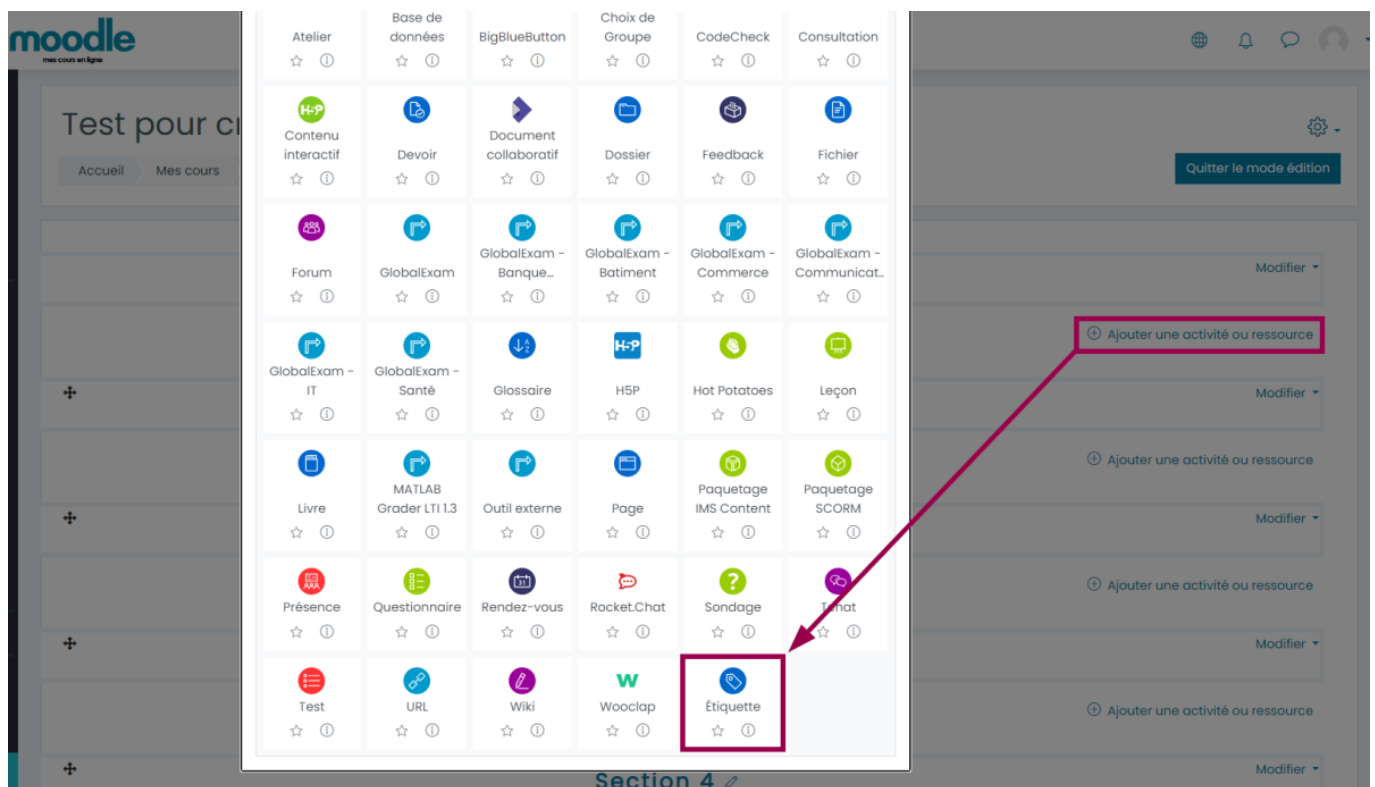 moodle
mes cours en ligne
Test pour c
Accueil
Mes cours
Quitter le mode édition
Atelier
Base de
données
BigBlueButton
Choix de
Groupe
CodeCheck
Consultation
Contenu
interactif
Devoir
Document
collaboratif
Dossier
Feedback
Fichier
Forum
GlobalExam
GlobalExam -
Banque...
GlobalExam -
Batiment
GlobalExam -
Commerce
GlobalExam -
Communicat..
GlobalExam -
IT
GlobalExam -
Santé
Glossaire
H5P
H5P
Hot Potatoes
Leçon
Livre
MATLAB
Grader LTI 1.3
Outil externe
Page
Paquetage
IMS Content
Paquetage
SCORM
Présence
Questionnaire
31
Rendez-vous
Rocket.Chat
Sondage
Tchat
Test
URL
Wiki
W
Wooclap
Étiquette
Modifier
Ajouter une activité ou ressource
Modifier
Ajouter une activité ou ressource
Modifier
Ajouter une activité ou ressource
Modifier
Ajouter une activité ou ressource
Section 4
Modifier